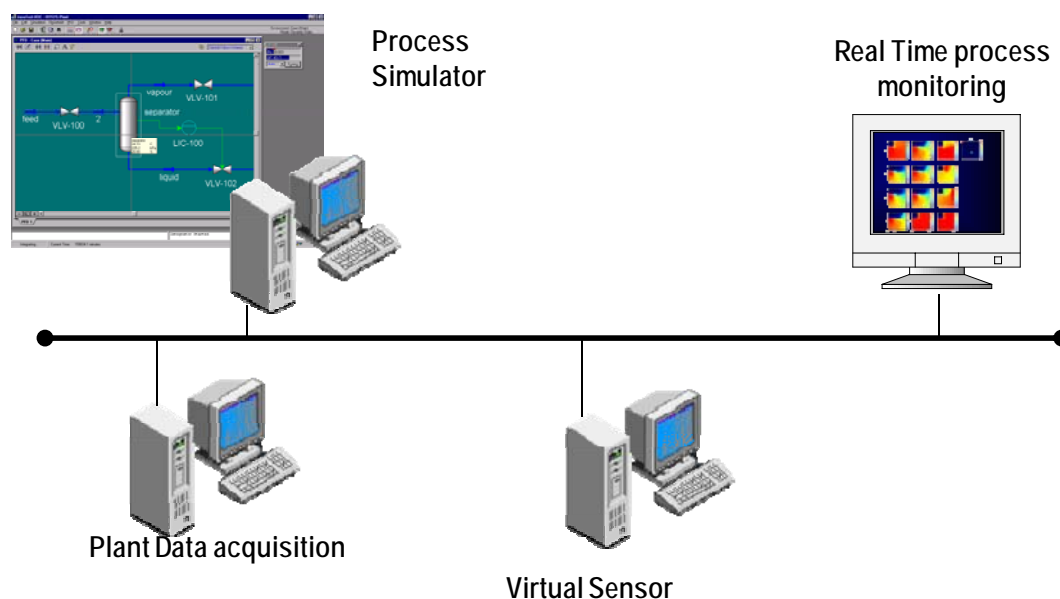 Process
Simulator
Real Time process
monitoring
vapour
VLV-101
feed
VLV-100
2
separator
LIC-100
liquid
VLV-102
Plant Data acquisition
Virtual Sensor